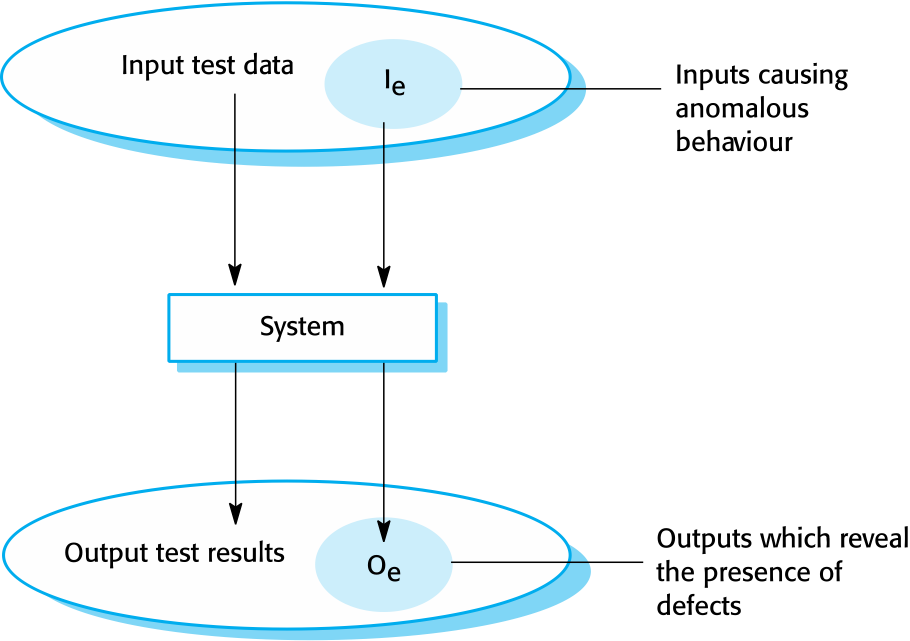 Input test data
Ie
Inputs causing
anomalous
behaviour
System
Output test results
Oe
Outputs which reveal
the presence of
defects